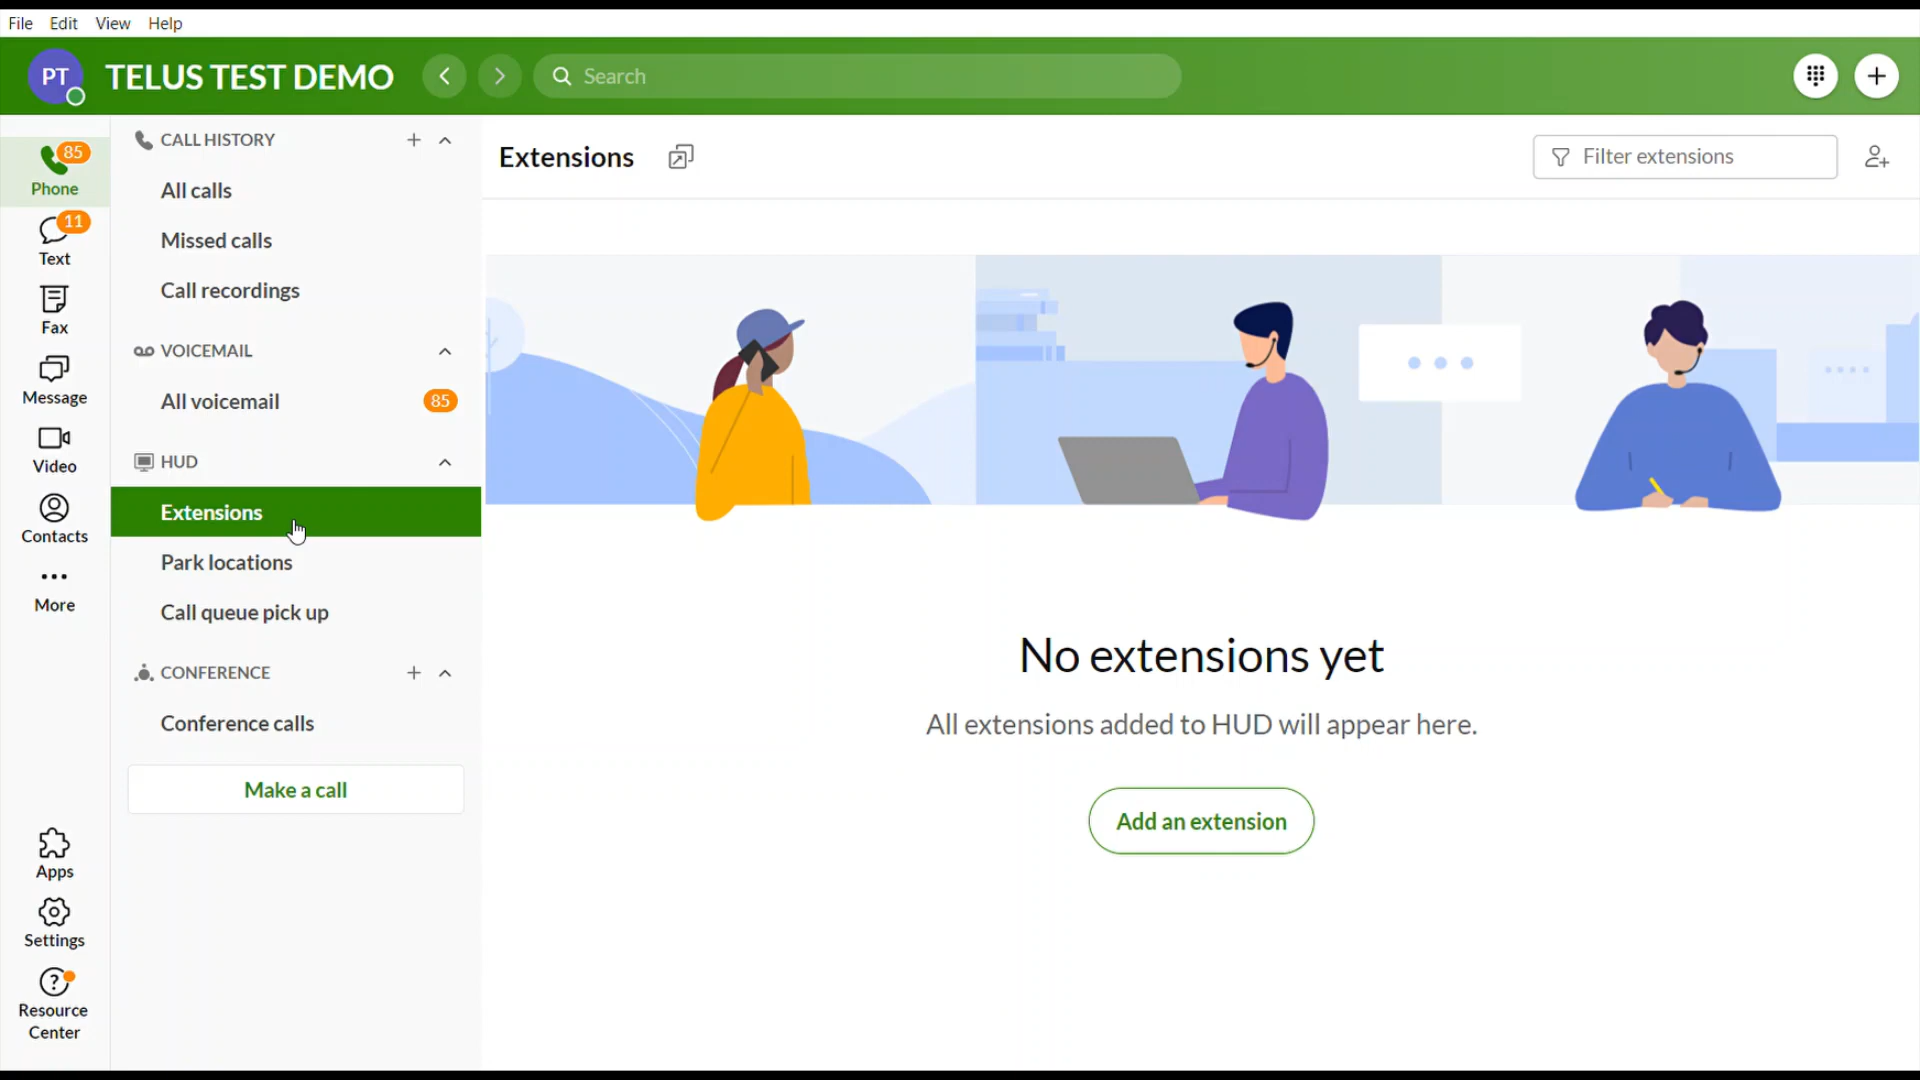 File Edit View Help
PT TELUS TEST DEMO Search
85
Phone
11
Text
Fax
Message
Video
Contacts
More
Apps
Settings
?
Resource
Center
CALL HISTORY
All calls
Missed calls
Call recordings
VOICEMAIL
All voicemail 85
HUD
Extensions
Park locations
Call queue pick up
CONFERENCE
Conference calls
Make a call
Extensions Filter extensions
No extensions yet
All extensions added to HUD will appear here.
Add an extension